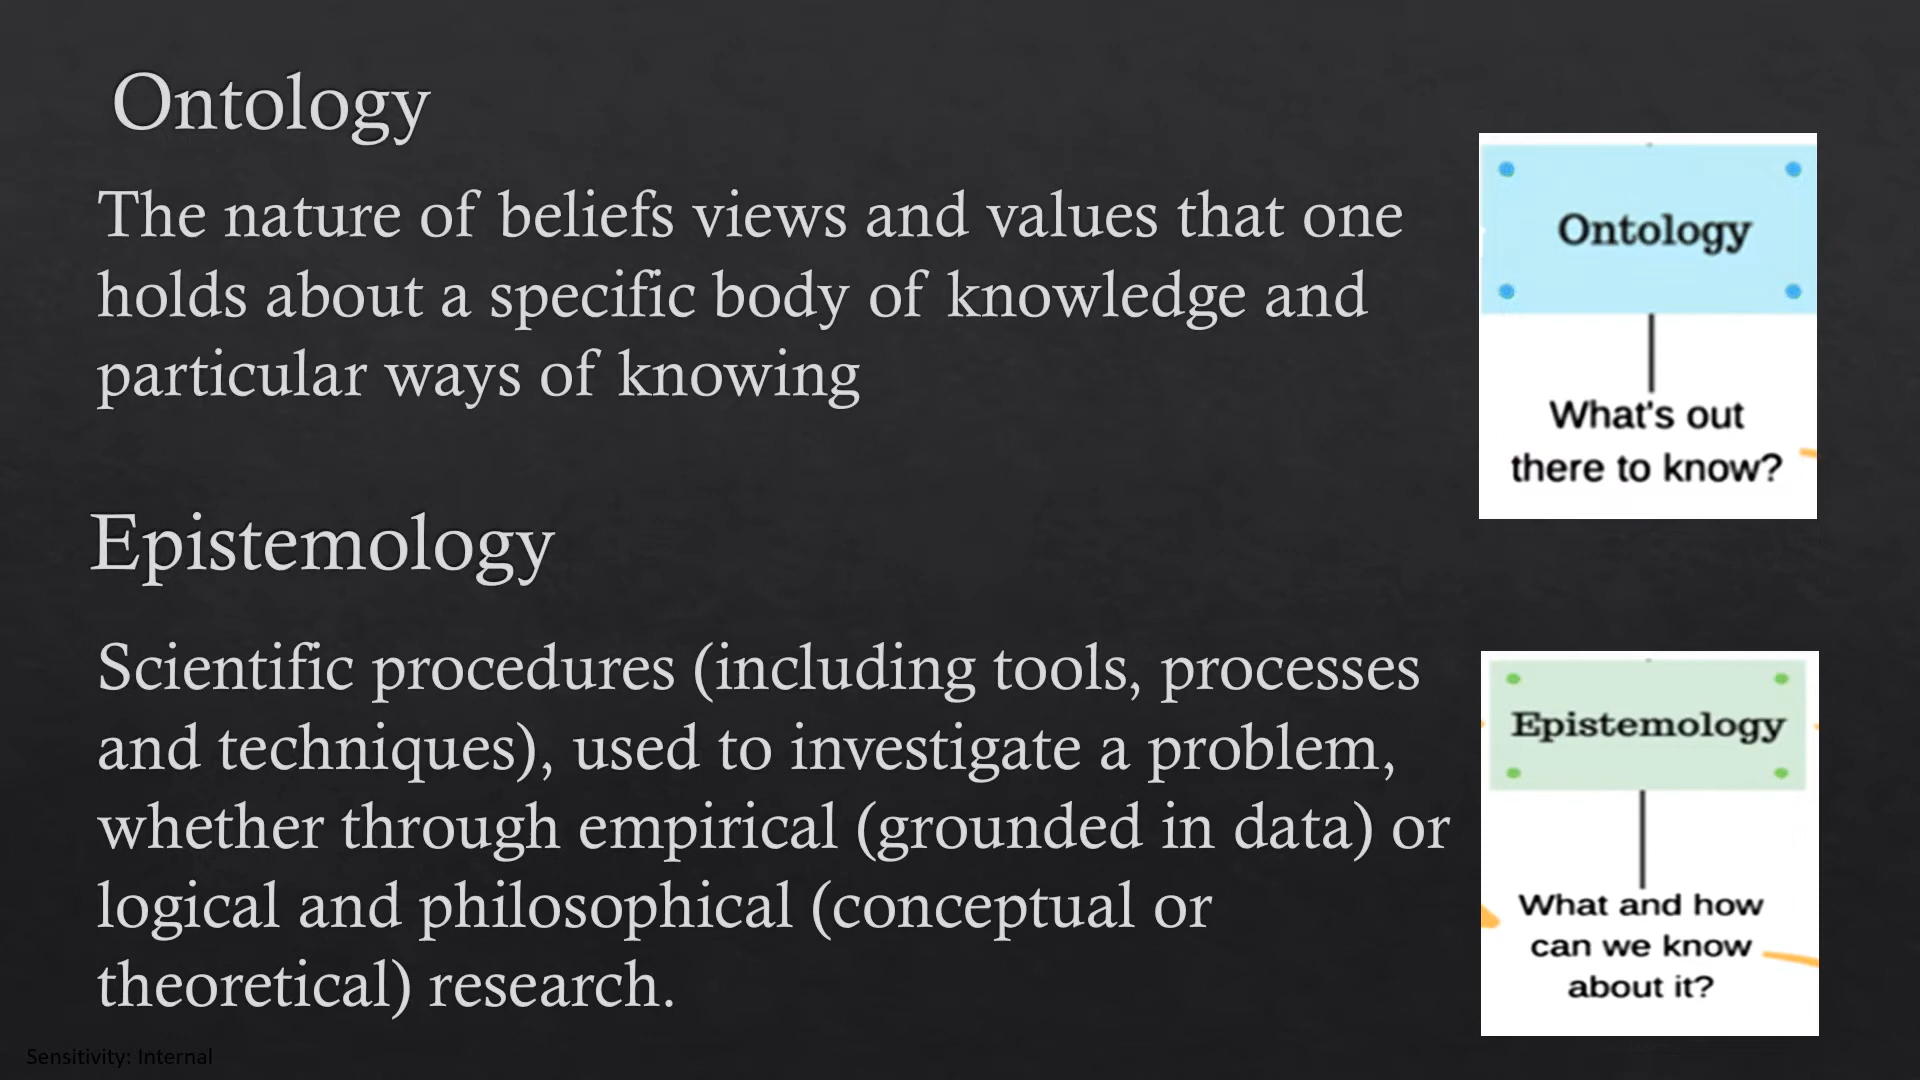 Ontology
The nature of beliefs views and values that one
holds about a specific body of knowledge and
particular ways of knowing
Ontology
What's out
there to know?
Epistemology
Scientific procedures (including tools, processes
and techniques), used to investigate a problem,
whether through empirical (grounded in data) or
logical and philosophical (conceptual or
theoretical) research.
Epistemology
What and how
can we know
about it?
Sensitivity: Internal